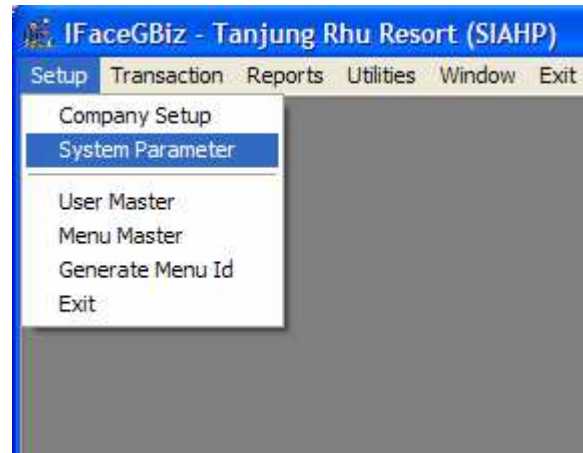 IFaceGBiz - Tanjung Rhu Resort (SIAHP)
Setup Transaction Reports Utilities Window Exit
Company Setup
System Parameter
User Master
Menu Master
Generate Menu Id
Exit